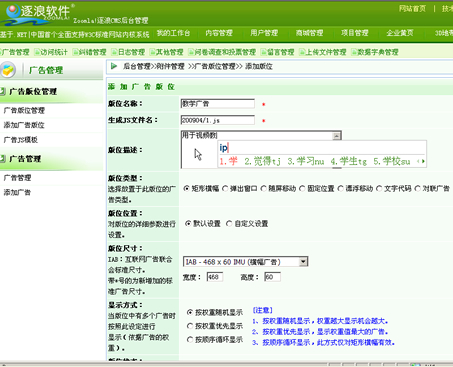 逐浪软件®
ZOOMLA!
Zoomla!逐浪CMS后台管理
网站首页 | 技术
基于.NET|中国首个全面支持W3C标准网站内核系统
我的工作台 内容管理 用户管理 商城管理 项目管理 企业黄页
广告管理 访问统计 纠错管理 日志管理 其他管理 问卷调查和投票管理 留言管理 上传文件管理 数据字典管理
广告管理
后台管理>>附件管理 >>广告版位管理>> 添加版位
广告版位管理
广告版位管理
添加广告版位
广告JS模板
广告管理
广告管理
添加广告
添 加 广 告 版 位
版位名称： 数学广告 *
生成JS文件名： 200904/1.js *
版位描述： 用于视频数
ip
1.学 2.觉得tj 3.学习nu 4.学生tg 5.学校su
版位类型：
选择放置于此版位的广告类型。
矩形横幅 弹出窗口 随屏移动 固定位置 漂浮移动 文字代码 对联广告
版位位置：
对版位的详细参数进行设置。
默认设置 自定义设置
版位尺寸：
IAB：互联网广告联合会标准尺寸。
带*号的为新增加的标准广告尺寸。
IAB - 468 x 60 IMU (横幅广告)
宽度： 468 高度： 60
显示方式：
当版位中有多个广告时按照此设定进行显示（依据广告的权重）。
按权重随机显示
按权重优先显示
按顺序循环显示
[注意]
1、按权重随机显示，权重越大显示机会越大。
2、按权重优先显示，显示权重值最大的广告。
3、按顺序循环显示，此方式仅对矩形横幅有效。